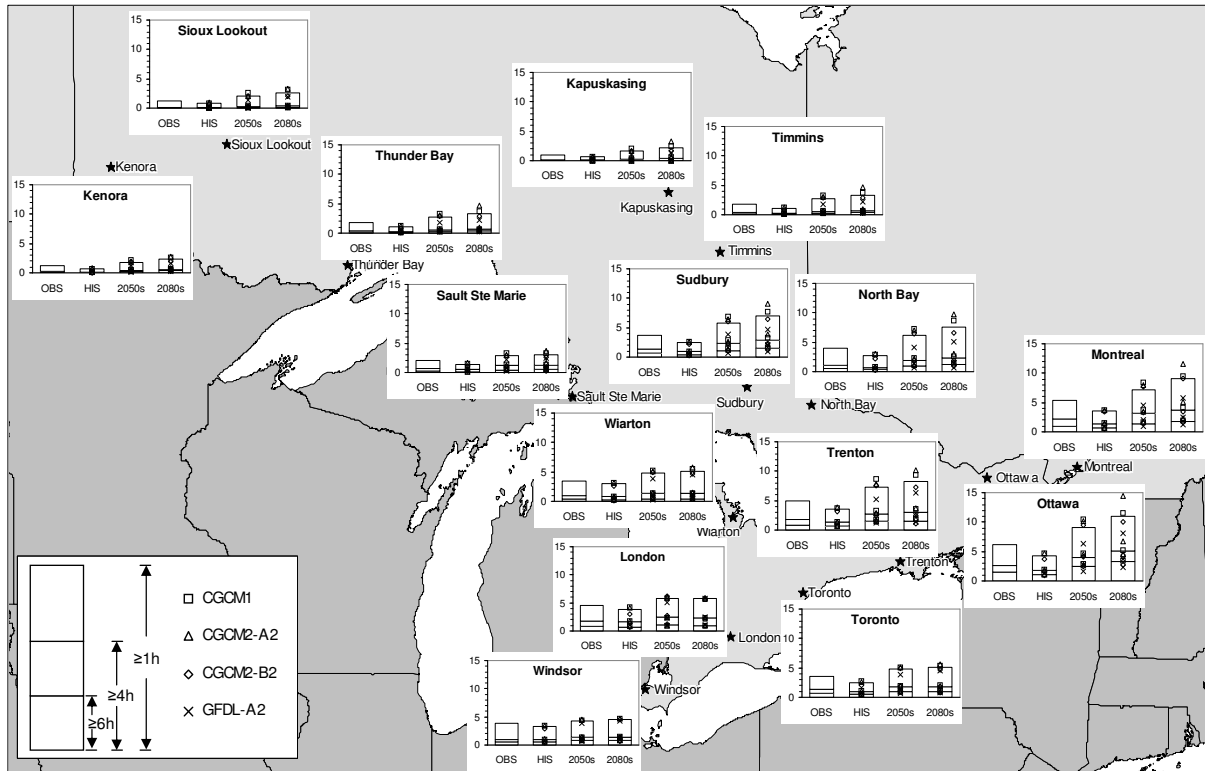 Sioux Lookout
15
10
5
0
OBS HIS 2050s 2080s
Sioux Lookout
Kapuskasing
15
10
5
0
OBS HIS 2050s 2080s
Kapuskasing
Timmins
15
10
5
0
OBS HIS 2050s 2080s
Timmins
Thunder Bay
15
10
5
0
OBS HIS 2050s 2080s
Thunder Bay
Kenora
Kenora
15
10
5
0
OBS HIS 2050s 2080s
Sault Ste Marie
15
10
5
0
OBS HIS 2050s 2080s
Sault Ste Marie
Sudbury
15
10
5
0
OBS HIS 2050s 2080s
Sudbury
North Bay
15
10
5
0
OBS HIS 2050s 2080s
North Bay
Montreal
15
10
5
0
OBS HIS 2050s 2080s
Montreal
Wiarton
15
10
5
0
OBS HIS 2050s 2080s
Wiarton
Trenton
15
10
5
0
OBS HIS 2050s 2080s
Trenton
Ottawa
Ottawa
15
10
5
0
OBS HIS 2050s 2080s
London
15
10
5
0
OBS HIS 2050s 2080s
London
Toronto
Toronto
15
10
5
0
OBS HIS 2050s 2080s
Windsor
15
10
5
0
OBS HIS 2050s 2080s
Windsor
≥1h
≥4h
≥6h
CGCM1
CGCM2-A2
CGCM2-B2
GFDL-A2